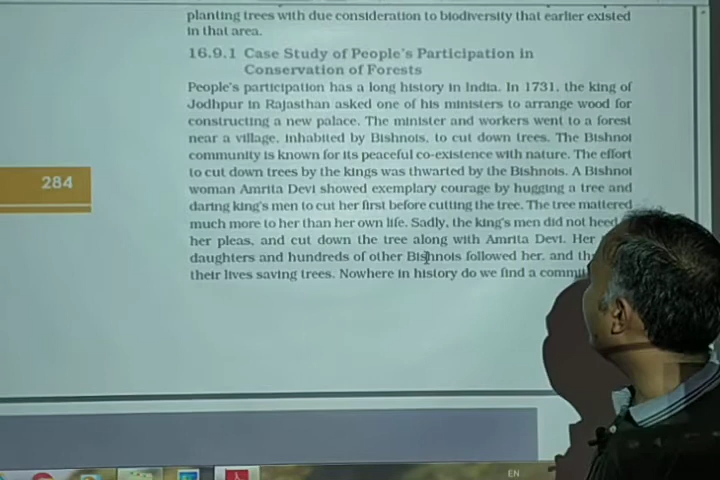 planting trees with due consideration to biodiversity that earlier existed
in that area.
16.9.1 Case Study of People's Participation in
Conservation of Forests
People's participation has a long history in India. In 1731, the king of
Jodhpur in Rajasthan asked one of his ministers to arrange wood for
constructing a new palace. The minister and workers went to a forest
near a village, inhabited by Bishnois, to cut down trees. The Bishnoi
community is known for its peaceful co-existence with nature. The effort
to cut down trees by the kings was thwarted by the Bishnois. A Bishnoi
woman Amrita Devi showed exemplary courage by hugging a tree and
daring king's men to cut her first before cutting the tree. The tree mattered
much more to her than her own life. Sadly, the king's men did not heed
her pleas, and cut down the tree along with Amrita Devi. Her
daughters and hundreds of other Bishnois followed her, and
their lives saving trees. Nowhere in history do we find a
284
EN